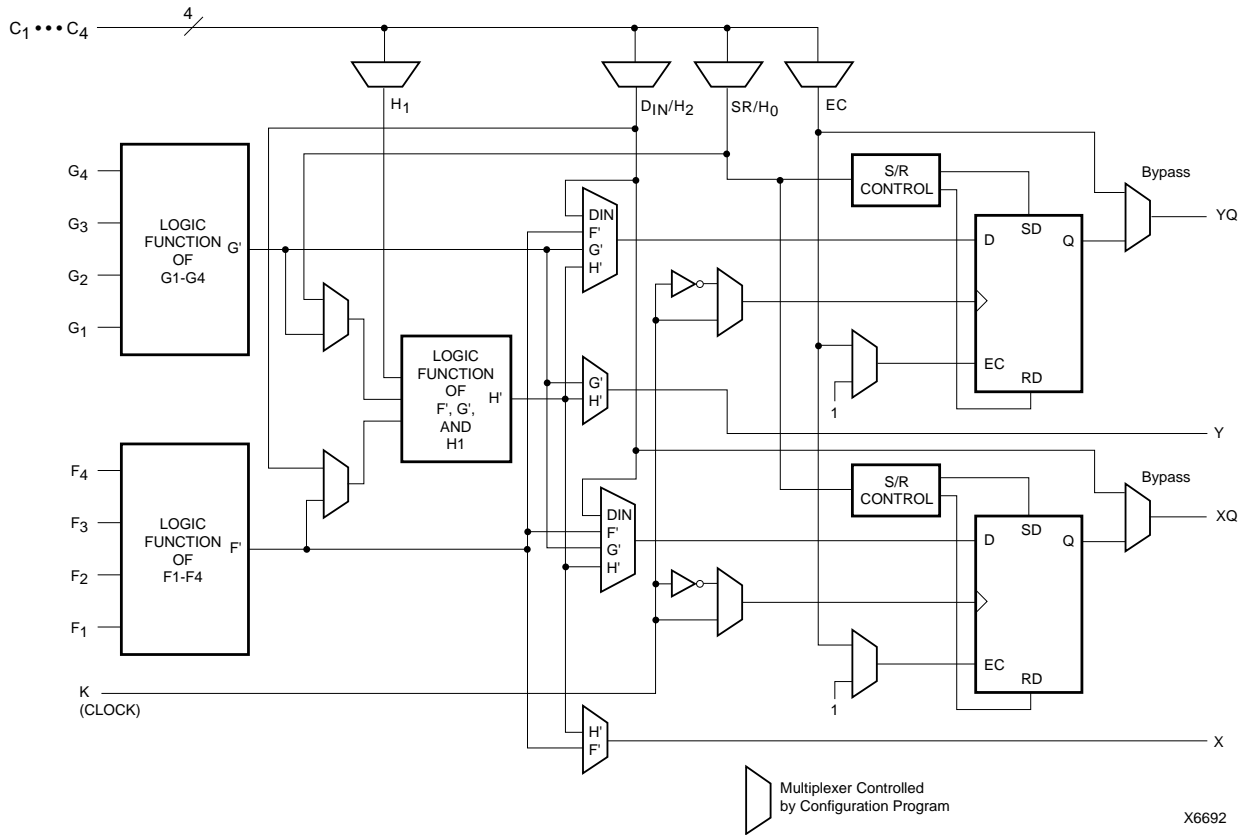 C1 ••• C4
4
H1
DIN/H2
SR/H0
EC
G4
G3
G2
G1
LOGIC
FUNCTION
OF
G1-G4
G'
DIN
F'
G'
H'
S/R
CONTROL
Bypass
YQ
D
SD
Q
EC
RD
1
LOGIC
FUNCTION
OF
F', G',
AND
H1
H'
G'
H'
Y
F4
F3
F2
F1
LOGIC
FUNCTION
OF
F1-F4
F'
DIN
F'
G'
H'
S/R
CONTROL
Bypass
XQ
D
SD
Q
EC
RD
1
K
(CLOCK)
H'
F'
X
Multiplexer Controlled
by Configuration Program
X6692